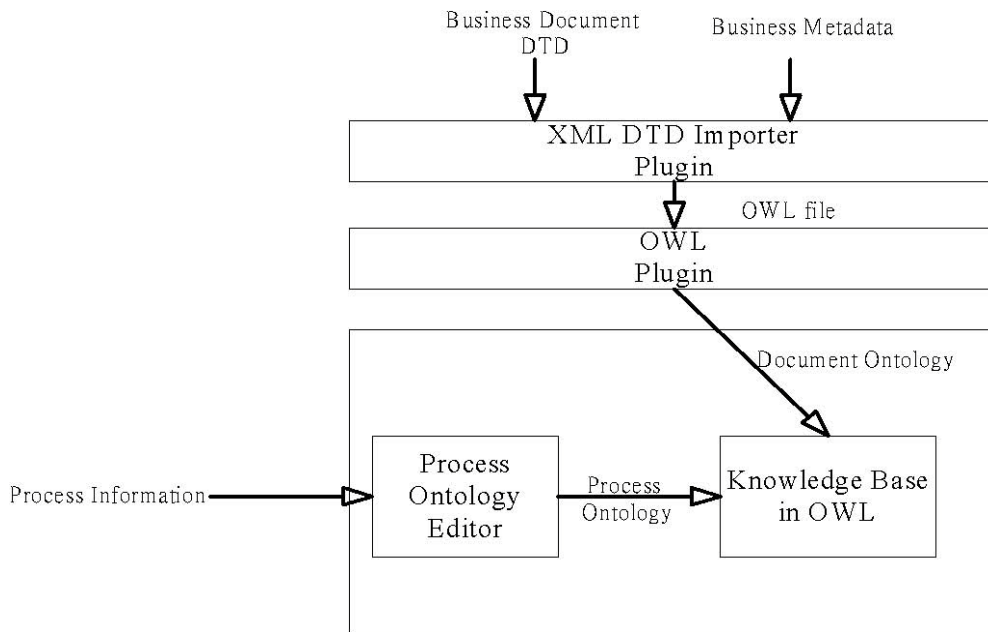 Business Document
DTD
Business Metadata
XML DTD Importer
Plugin
OWL file
OWL
Plugin
Document Ontology
Process Information
Process
Ontology
Editor
Process
Ontology
Knowledge Base
in OWL